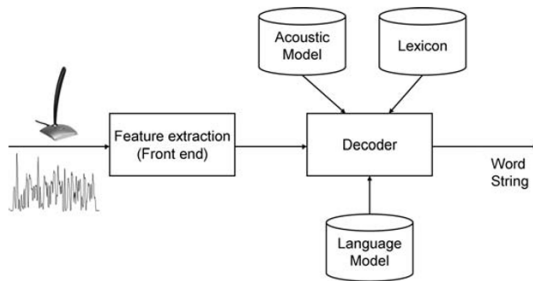 Acoustic
Model
Lexicon
Feature extraction
(Front end)
Decoder
Word
String
Language
Model